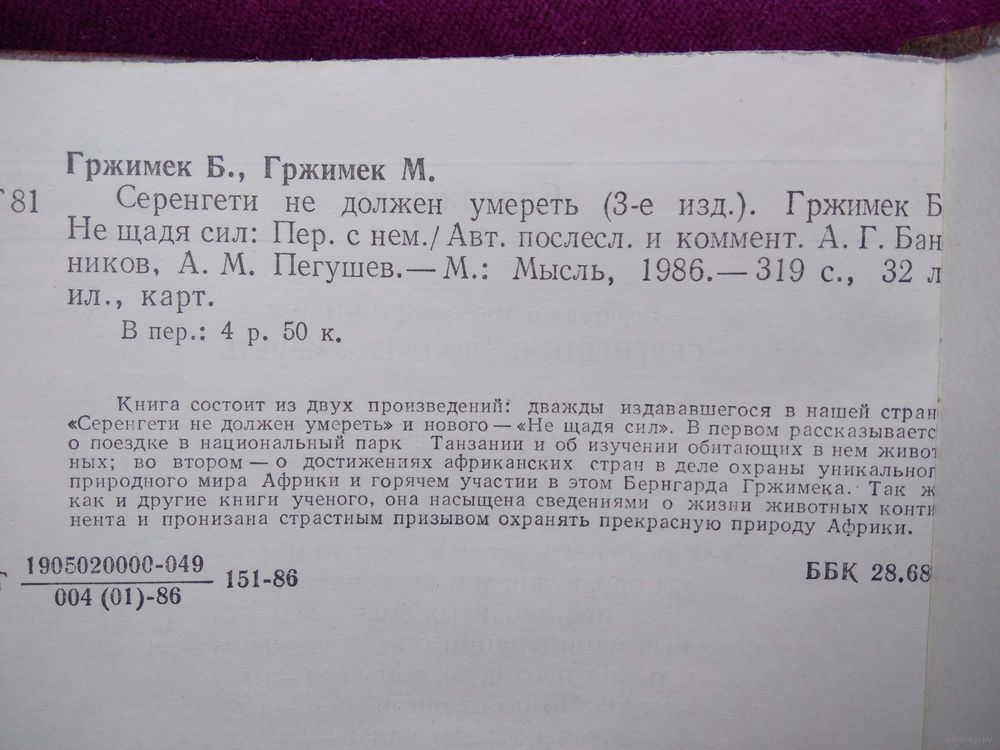 Гржимек Б., Гржимек М.
Г 81 Серенгети не должен умереть (3-е изд.). Гржимек Б
Не щадя сил: Пер. с нем./ Авт. послесл. и коммент. А. Г. Бан
ников, А. М. Пегушев.— М.: Мысль, 1986.— 319 с., 32 л
ил., карт.
В пер.: 4 р. 50 к.
Книга состоит из двух произведений: дважды издававшегося в нашей стран
«Серенгети не должен умереть» и нового — «Не щадя сил». В первом рассказываетс
о поездке в национальный парк Танзании и об изучении обитающих в нем живот
ных; во втором — о достижениях африканских стран в деле охраны уникальног
природного мира Африки и горячем участии в этом Бернгарда Гржимека. Так ж
как и другие книги ученого, она насыщена сведениями о жизни животных конти
нента и пронизана страстным призывом охранять прекрасную природу Африки.
Г 1905020000-049 151-86 ББК 28.68
004 (01)-86
www.ay.by